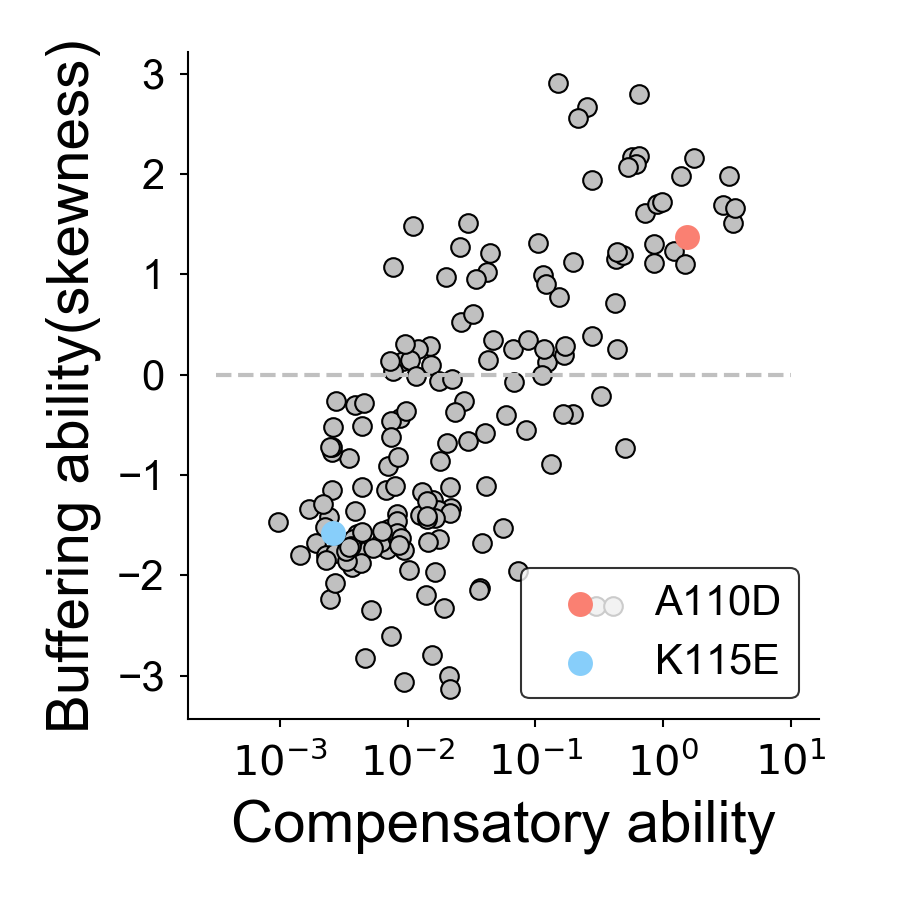 Buffering ability(skewness)
3
2
1
0
−1
−2
−3
A110D
K115E
10⁻³ 10⁻² 10⁻¹ 10⁰ 10¹
Compensatory ability